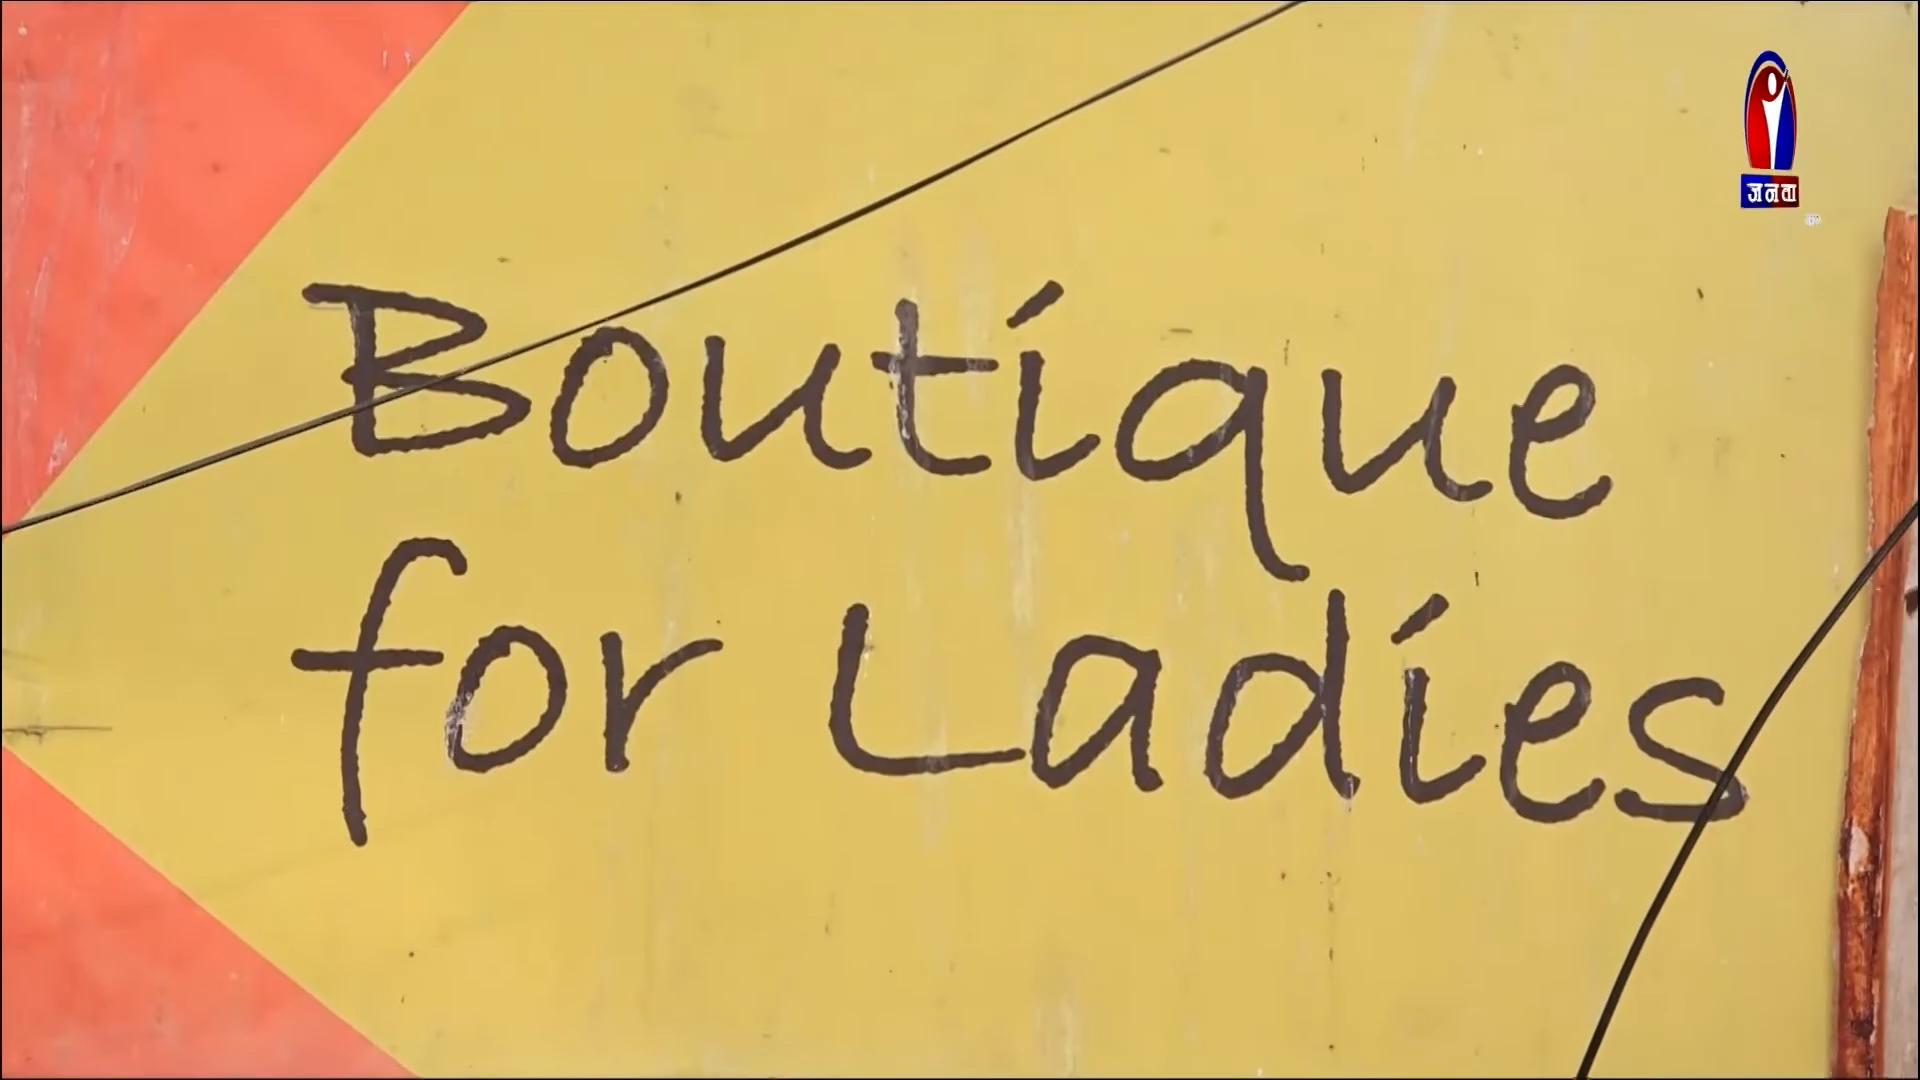 जनता
Boutique
for Ladies